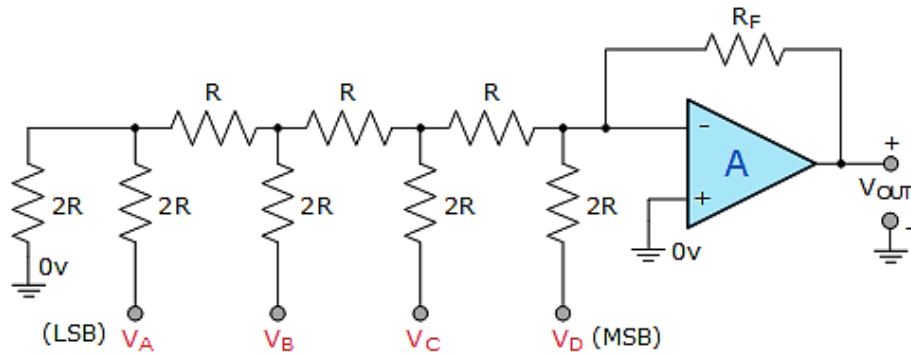 RF
R R R
- A + +
VOUT
2R 2R 2R 2R 2R
0v 0v -
(LSB) VA VB VC VD (MSB)